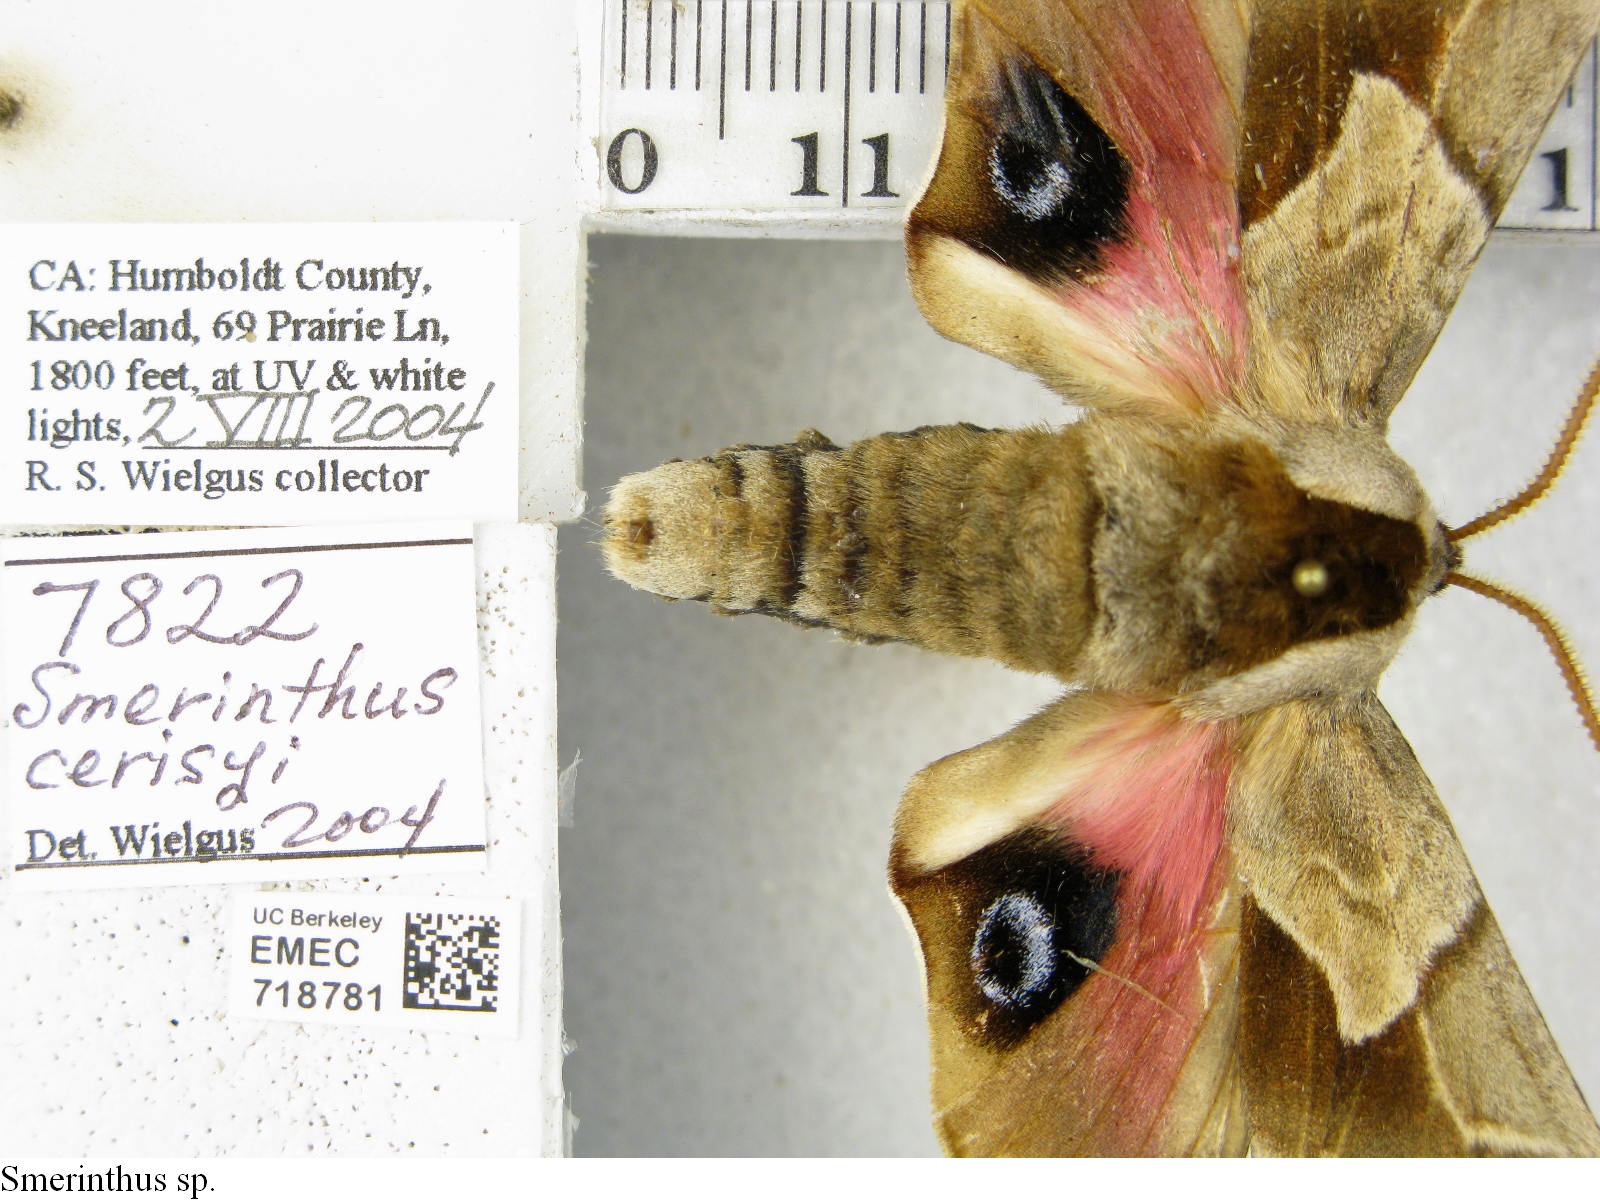 0 1 1 1
CA: Humboldt County,
Kneeland, 69 Prairie Ln,
1800 feet, at UV & white
lights, 2 VIII 2004
R. S. Wielgus collector
7822
Smerinthus
cerisyi
Det. Wielgus 2004
UC Berkeley
EMEC
718781
Smerinthus sp.